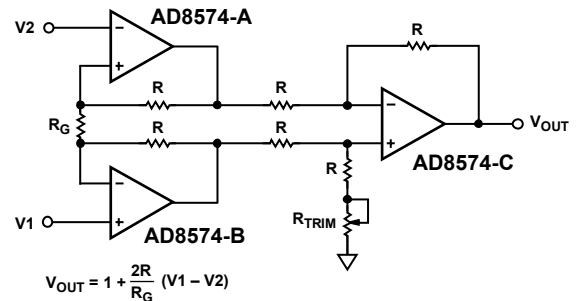 AD8574-A
V2
R
R
R
R
R
V_OUT
R_G
AD8574-C
R
R_TRIM
V1
AD8574-B
V_OUT = 1 + 2R/R_G (V1 – V2)
− + − + − +